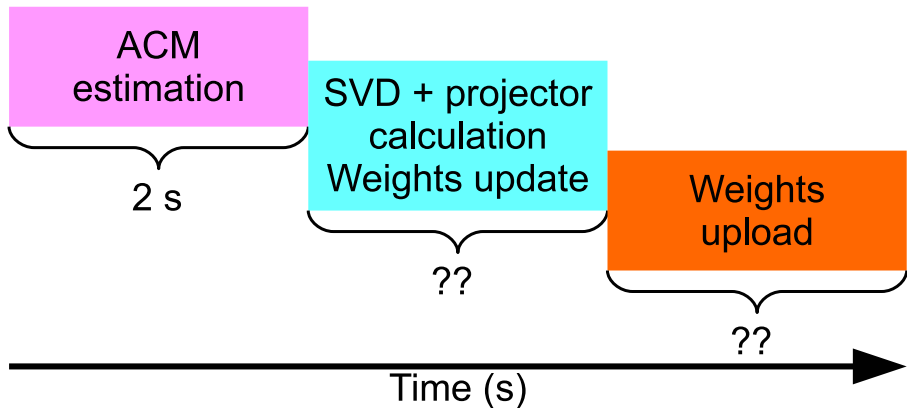 ACM
estimation
2 s
SVD + projector
calculation
Weights update
??
Weights
upload
??
Time (s)